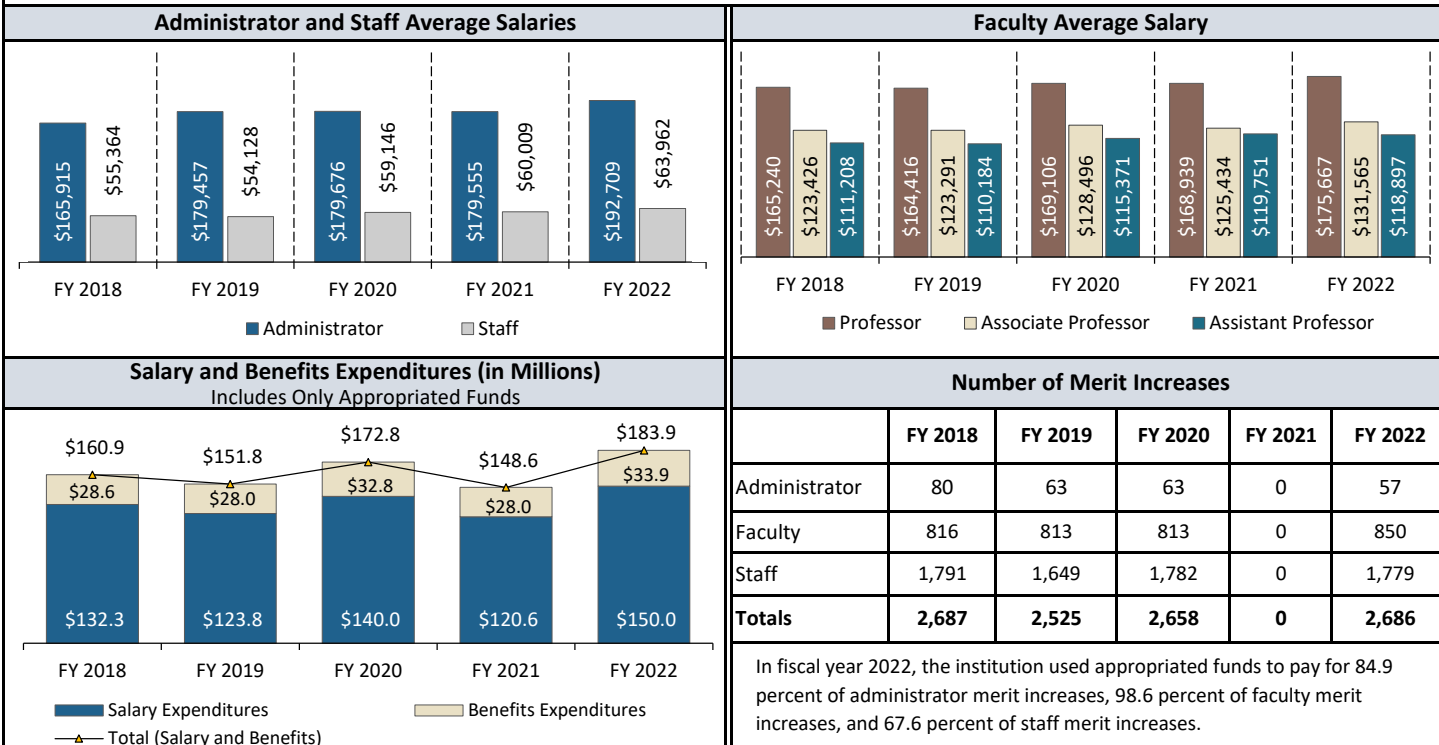 Administrator and Staff Average Salaries
$165,915
$55,364
$179,457
$54,128
$179,676
$59,146
$179,555
$60,009
$192,709
$63,962
FY 2018
FY 2019
FY 2020
FY 2021
FY 2022
Administrator
Staff
Faculty Average Salary
$165,240
$123,426
$111,208
$164,416
$123,291
$110,184
$169,106
$128,496
$115,371
$168,939
$125,434
$119,751
$175,667
$131,565
$118,897
FY 2018
FY 2019
FY 2020
FY 2021
FY 2022
Professor
Associate Professor
Assistant Professor
Salary and Benefits Expenditures (in Millions)
Includes Only Appropriated Funds
$160.9
$151.8
$172.8
$148.6
$183.9
$28.6
$28.0
$32.8
$28.0
$33.9
$132.3
$123.8
$140.0
$120.6
$150.0
FY 2018
FY 2019
FY 2020
FY 2021
FY 2022
Salary Expenditures
Benefits Expenditures
Total (Salary and Benefits)
Number of Merit Increases
FY 2018 FY 2019 FY 2020 FY 2021 FY 2022
Administrator 80 63 63 0 57
Faculty 816 813 813 0 850
Staff 1,791 1,649 1,782 0 1,779
Totals 2,687 2,525 2,658 0 2,686
In fiscal year 2022, the institution used appropriated funds to pay for 84.9
percent of administrator merit increases, 98.6 percent of faculty merit
increases, and 67.6 percent of staff merit increases.